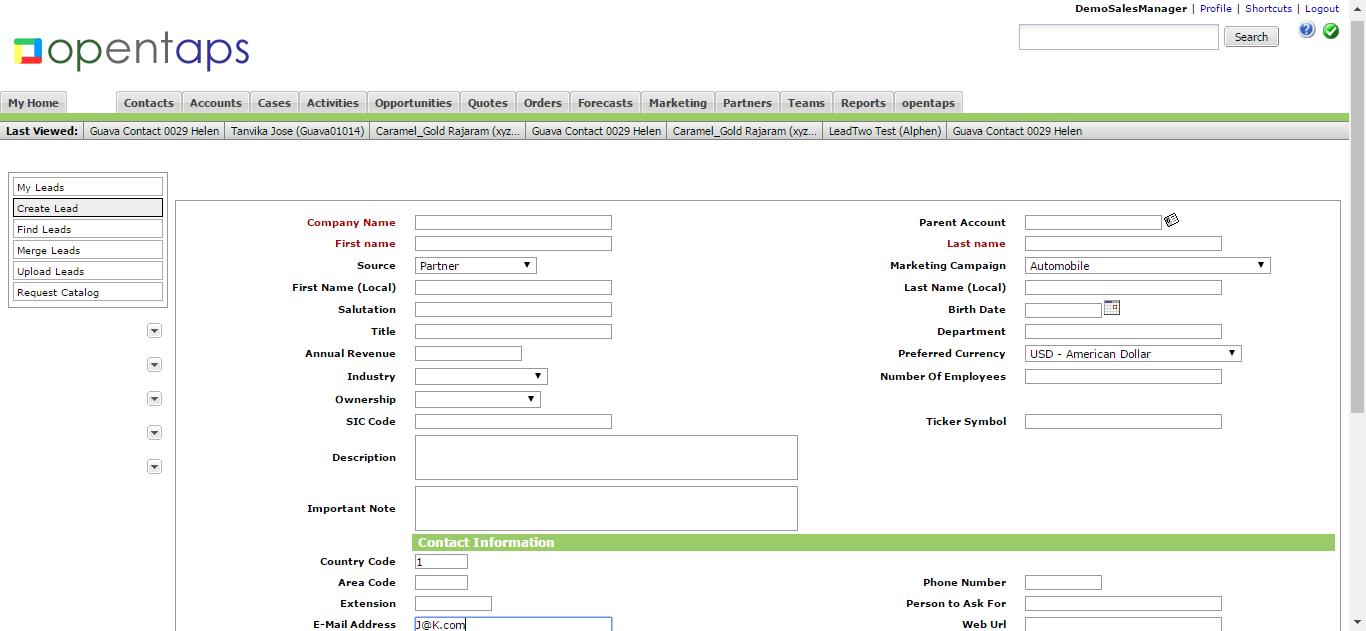 DemoSalesManager | Profile | Shortcuts | Logout
opentaps
Search
My Home Contacts Accounts Cases Activities Opportunities Quotes Orders Forecasts Marketing Partners Teams Reports opentaps
Last Viewed: Guava Contact 0029 Helen Tanvika Jose (Guava01014) Caramel_Gold Rajaram (xyz... Guava Contact 0029 Helen Caramel_Gold Rajaram (xyz... LeadTwo Test (Alphen) Guava Contact 0029 Helen
My Leads
Create Lead
Find Leads
Merge Leads
Upload Leads
Request Catalog
Company Name Parent Account
First name Last name
Source Partner Marketing Campaign Automobile
First Name (Local) Last Name (Local)
Salutation Birth Date
Title Department
Annual Revenue Preferred Currency USD - American Dollar
Industry Number Of Employees
Ownership
SIC Code Ticker Symbol
Description
Important Note
Contact Information
Country Code 1
Area Code Phone Number
Extension Person to Ask For
E-Mail Address J@K.com Web Url